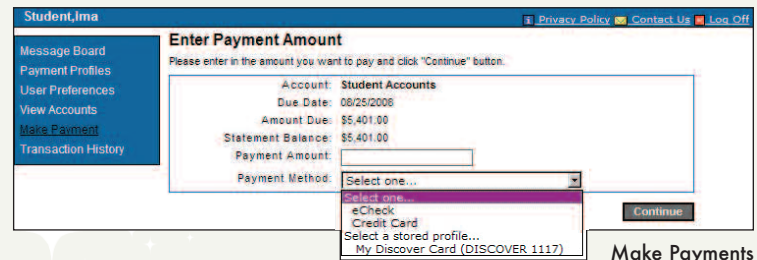 Student,Ima
Privacy Policy Contact Us Log Off
Message Board
Payment Profiles
User Preferences
View Accounts
Make Payment
Transaction History
Enter Payment Amount
Please enter in the amount you want to pay and click "Continue" button.
Account: Student Accounts
Due Date: 08/25/2008
Amount Due: $5,401.00
Statement Balance: $5,401.00
Payment Amount:
Payment Method: Select one...
Select one...
eCheck
Credit Card
Select a stored profile...
My Discover Card (DISCOVER 1117)
Continue
Make Payments